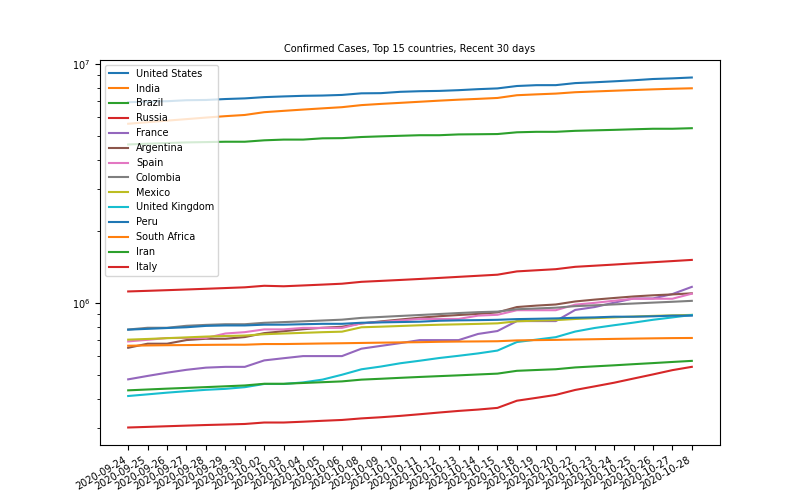 Confirmed Cases, Top 15 countries, Recent 30 days
10^7
10^6
United States
India
Brazil
Russia
France
Argentina
Spain
Colombia
Mexico
United Kingdom
Peru
South Africa
Iran
Italy
2020-09-24
2020-09-25
2020-09-26
2020-09-27
2020-09-28
2020-09-29
2020-09-30
2020-10-02
2020-10-03
2020-10-04
2020-10-05
2020-10-06
2020-10-08
2020-10-09
2020-10-10
2020-10-11
2020-10-12
2020-10-13
2020-10-14
2020-10-15
2020-10-18
2020-10-19
2020-10-20
2020-10-22
2020-10-23
2020-10-24
2020-10-25
2020-10-26
2020-10-27
2020-10-28